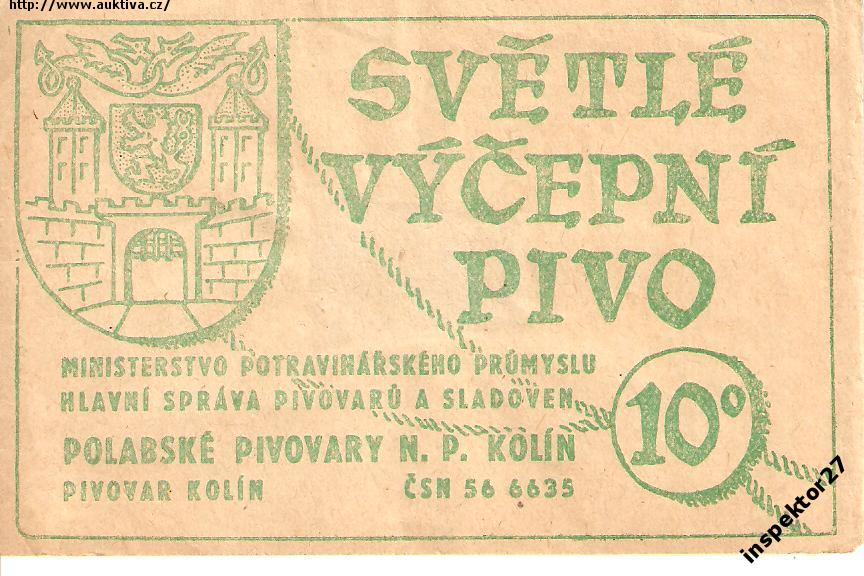 http://www.auktiva.cz/
SVĚTLÉ
VÝČEPNÍ
PIVO
MINISTERSTVO POTRAVINÁŘSKÉHO PRŮMYSLU
HLAVNÍ SPRÁVA PIVOVARŮ A SLADOVEN
10°
POLABSKÉ PIVOVARY N. P. KOLÍN
PIVOVAR KOLÍN ČSN 56 6635
inspektor27